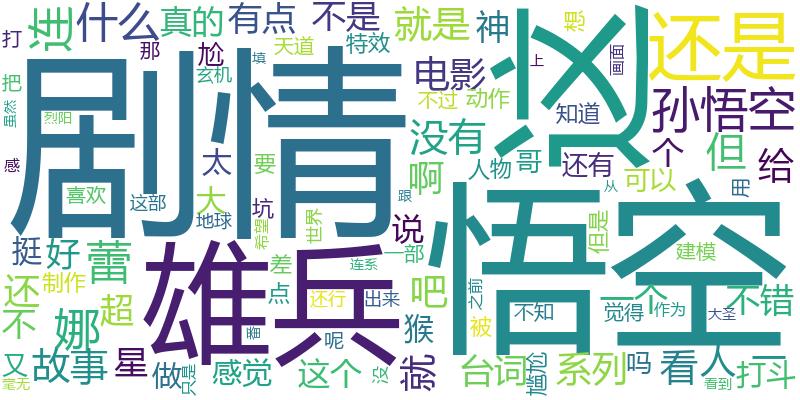 打
连
什么
真的
有点
不是
就是
神
想
还是
那
尴
天道
特效
电影
上
画面
把
玄机
填
汉
虽然
剧情
不过
动作
孙悟空
烈阳
没有
知道
感
太
要
哥
个
但
给
喜欢
这部
大
坑
啊
人物
还有
可以
用
地球
跟
从
希望
世界
说
悟空
但是
挺
好
蕾
雄兵
一部
建模
还
制作
差
连系
吧
之前
一个
不错
超
点
还行
出来
不
娜
番
猴
被
不知
觉得
作为
大圣
呢
又
故事
星
做
感觉
这个
没
就
台词
尴尬
系列
吗
看
人
一
打斗
毫无
只是
看到